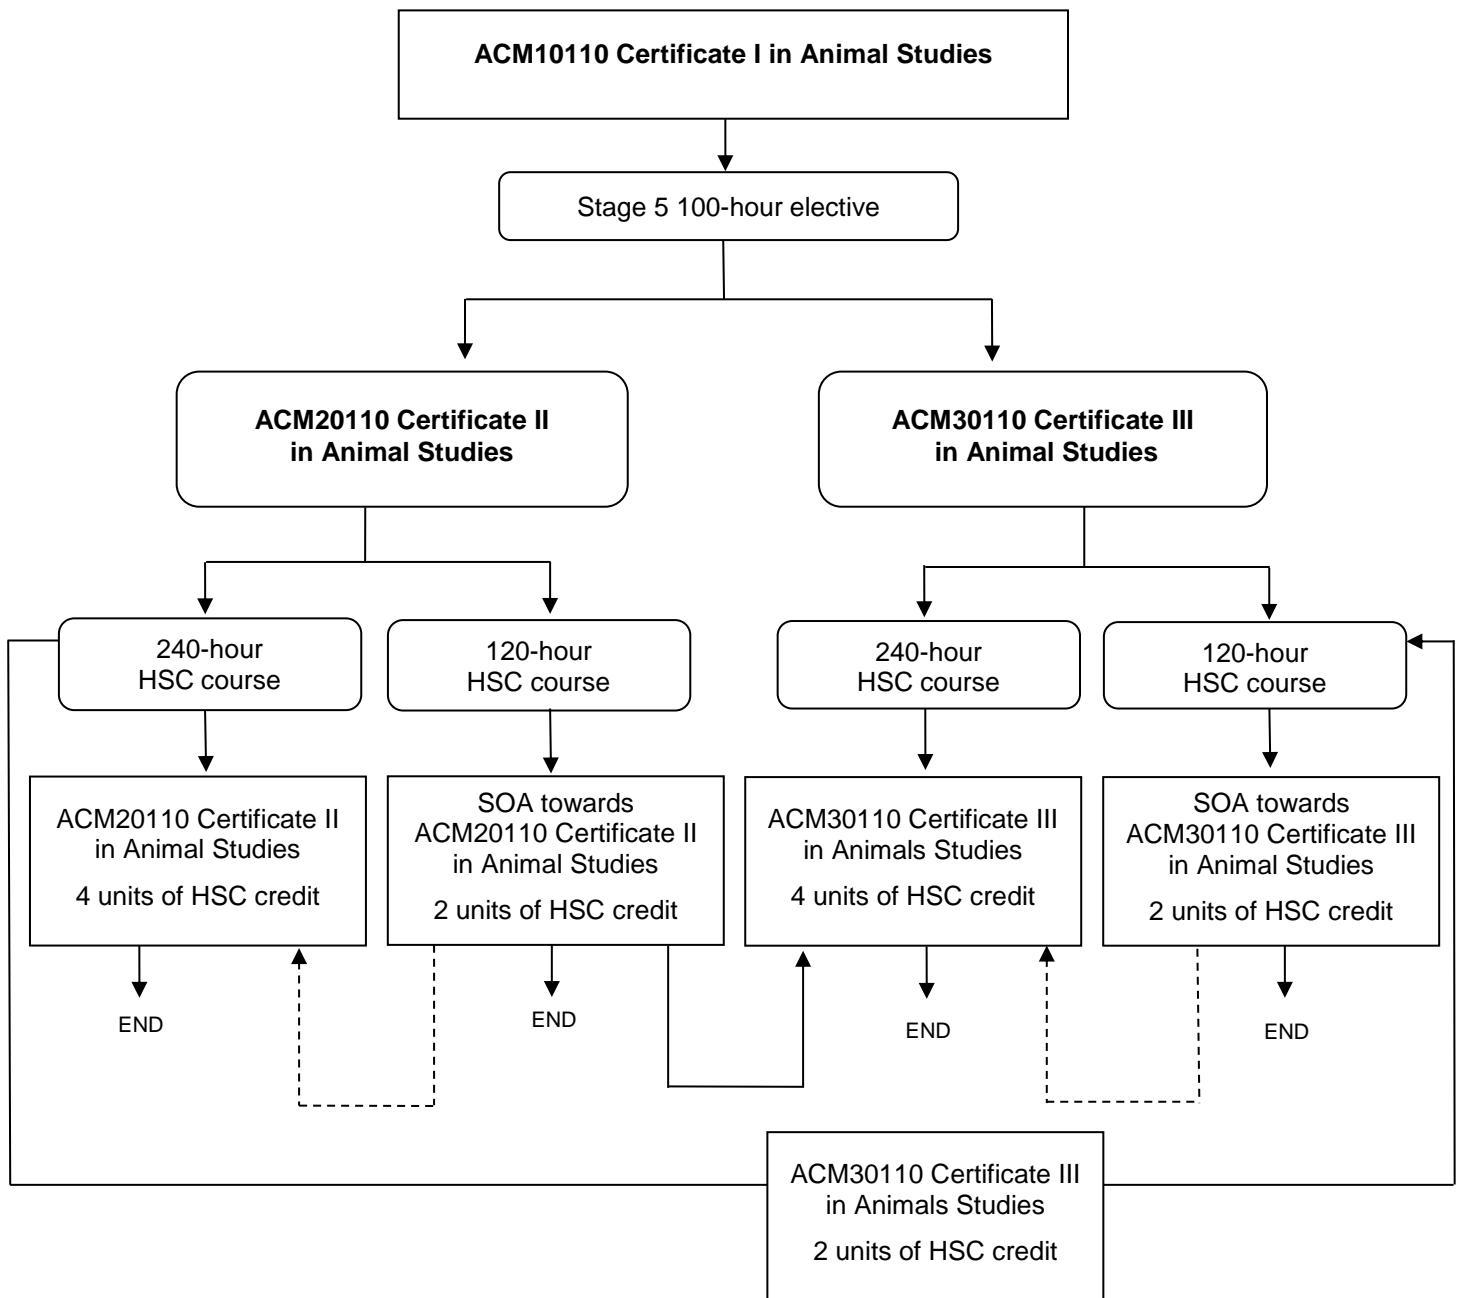 ACM10110 Certificate I in Animal Studies
Stage 5 100-hour elective
ACM20110 Certificate II
in Animal Studies
ACM30110 Certificate III
in Animal Studies
240-hour
HSC course
120-hour
HSC course
240-hour
HSC course
120-hour
HSC course
ACM20110 Certificate II
in Animal Studies
4 units of HSC credit
SOA towards
ACM20110 Certificate II
in Animal Studies
2 units of HSC credit
ACM30110 Certificate III
in Animals Studies
4 units of HSC credit
SOA towards
ACM30110 Certificate III
in Animal Studies
2 units of HSC credit
END
END
END
END
ACM30110 Certificate III
in Animals Studies
2 units of HSC credit